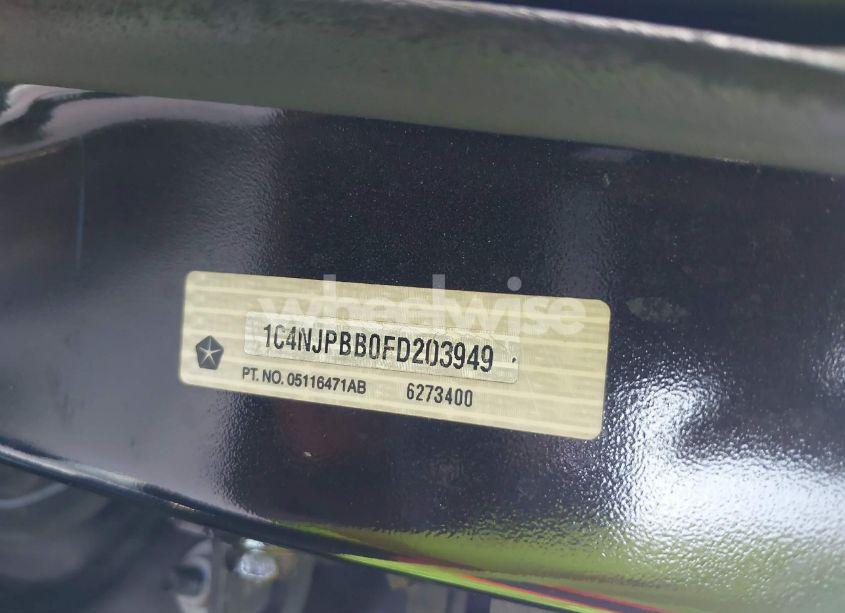 wheelwise
1C4NJPBB0FD203949
PT. NO. 05116471AB 6273400